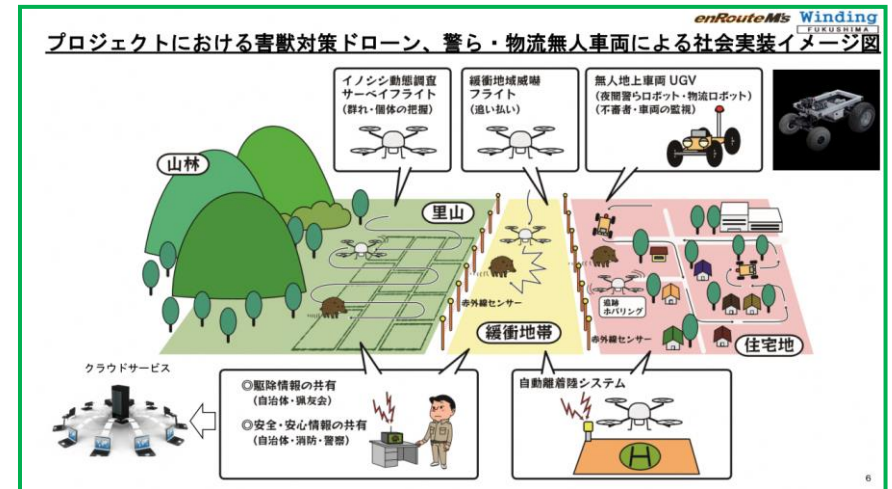 enRouteM's Winding
FUKUSHIMA
プロジェクトにおける害獣対策ドローン、警ら・物流無人車両による社会実装イメージ図
イノシシ動態調査
サーベイフライト
(群れ・個体の把握)
緩衝地域威嚇
フライト
(追い払い)
無人地上車両 UGV
(夜間警らロボット・物流ロボット)
(不審者・車両の監視)
山林
里山
赤外線センサー
緩衝地帯
追跡
ホバリング
赤外線センサー
住宅地
クラウドサービス
◎駆除情報の共有
(自治体・猟友会)
◎安全・安心情報の共有
(自治体・消防・警察)
自動離着陸システム
H
6